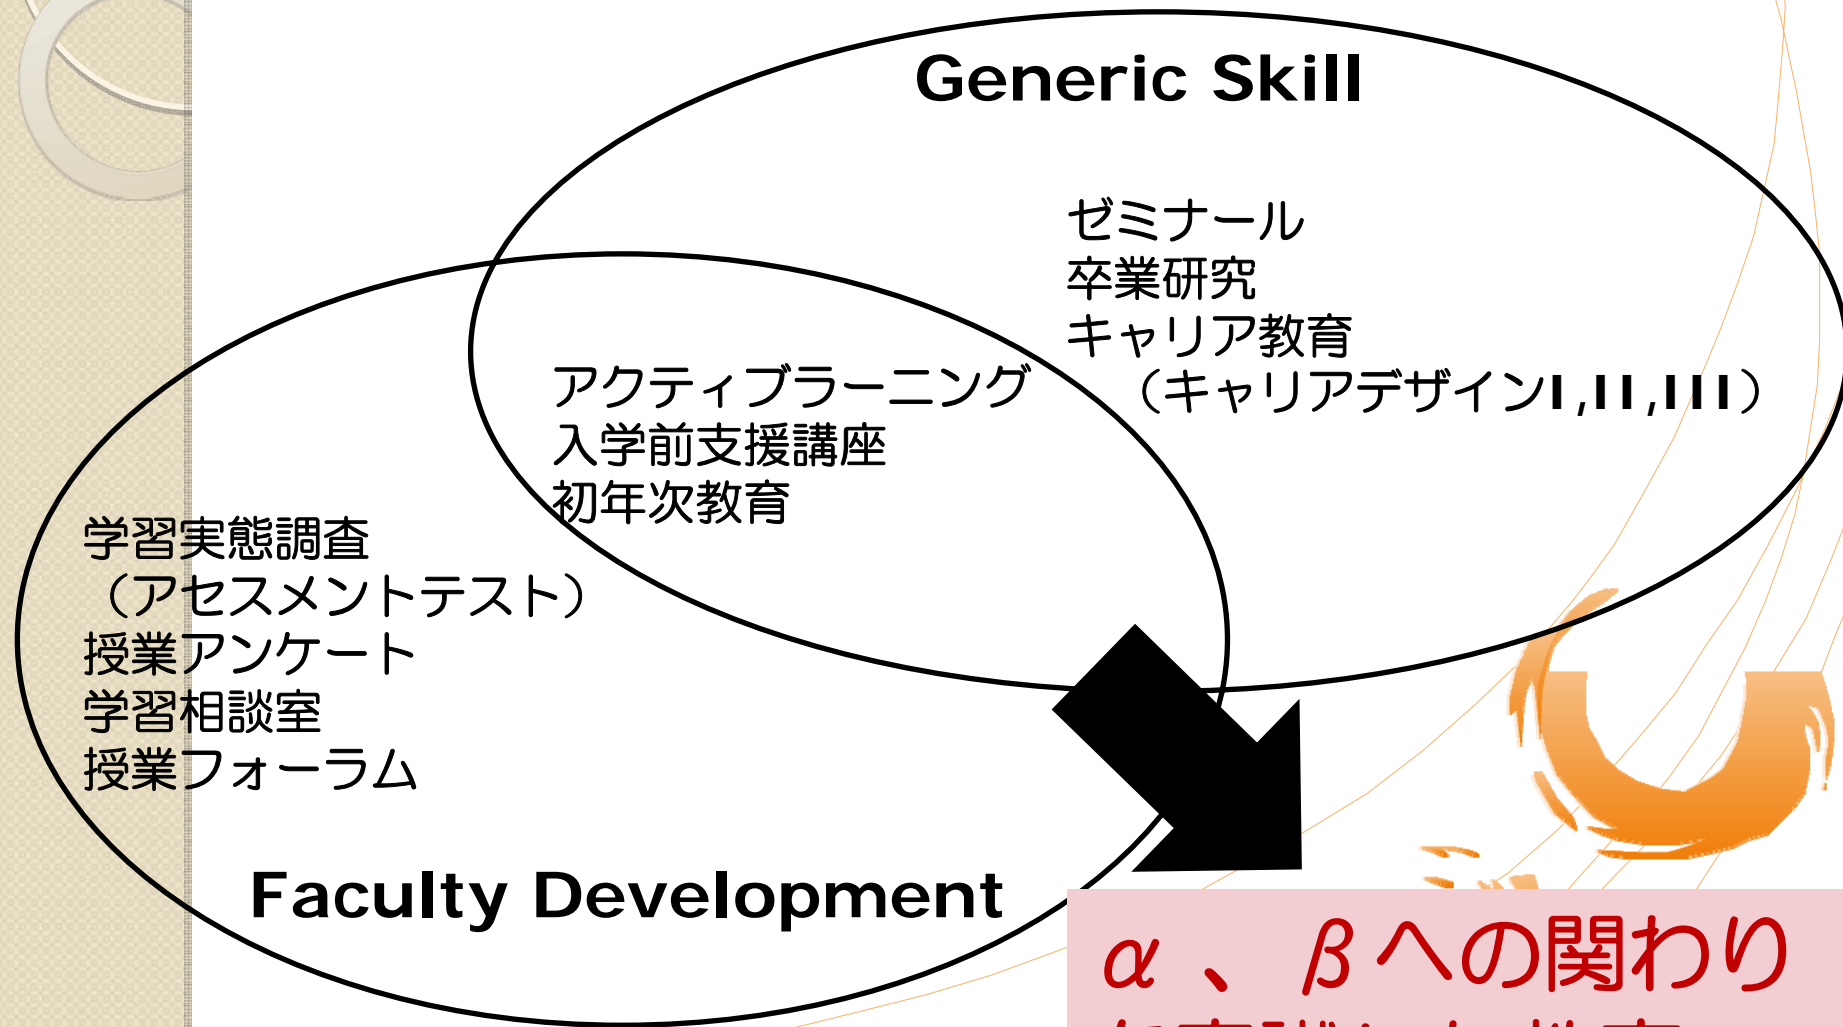 Generic Skill
ゼミナール
卒業研究
キャリア教育
（キャリアデザインI,II,III）
アクティブラーニング
入学前支援講座
初年次教育
学習実態調査
（アセスメントテスト）
授業アンケート
学習相談室
授業フォーラム
Faculty Development
α、βへの関わり